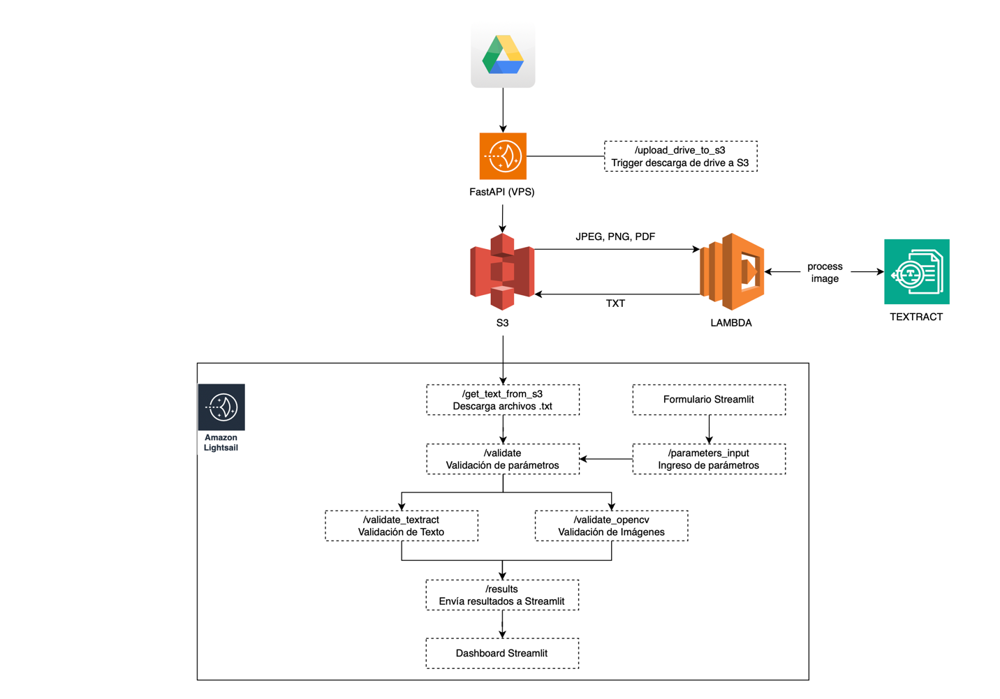 /upload_drive_to_s3
Trigger descarga de drive a S3
FastAPI (VPS)
JPEG, PNG, PDF
process
image
TXT
S3
LAMBDA
TEXTRACT
Amazon
Lightsail
/get_text_from_s3
Descarga archivos .txt
Formulario Streamlit
/validate
Validación de parámetros
/parameters_input
Ingreso de parámetros
/validate_textract
Validación de Texto
/validate_opencv
Validación de Imágenes
/results
Envía resultados a Streamlit
Dashboard Streamlit